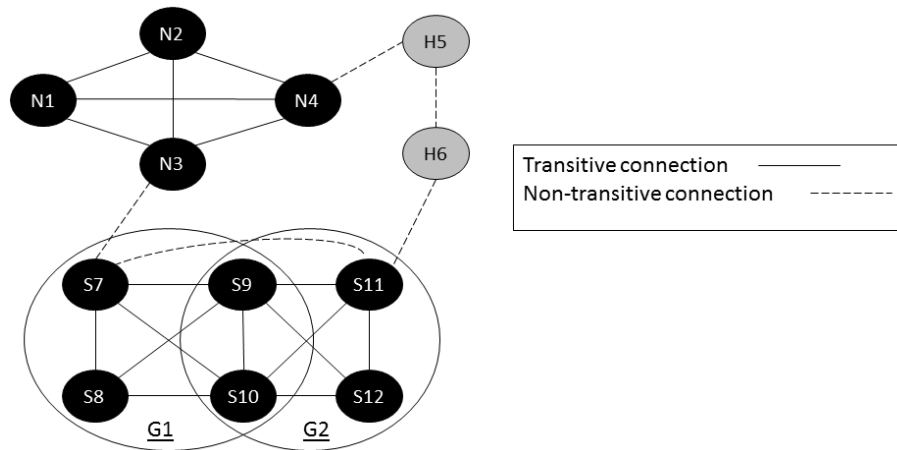 N2
H5
N1
N4
H6
N3
Transitive connection
Non-transitive connection
S7
S9
S11
S8
S10
S12
G1
G2